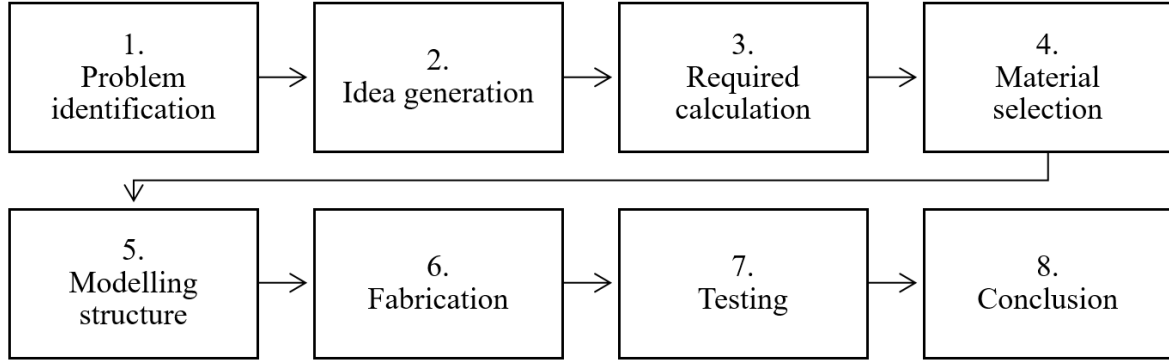 1.
Problem
identification
2.
Idea generation
3.
Required
calculation
4.
Material
selection
5.
Modelling
structure
6.
Fabrication
7.
Testing
8.
Conclusion